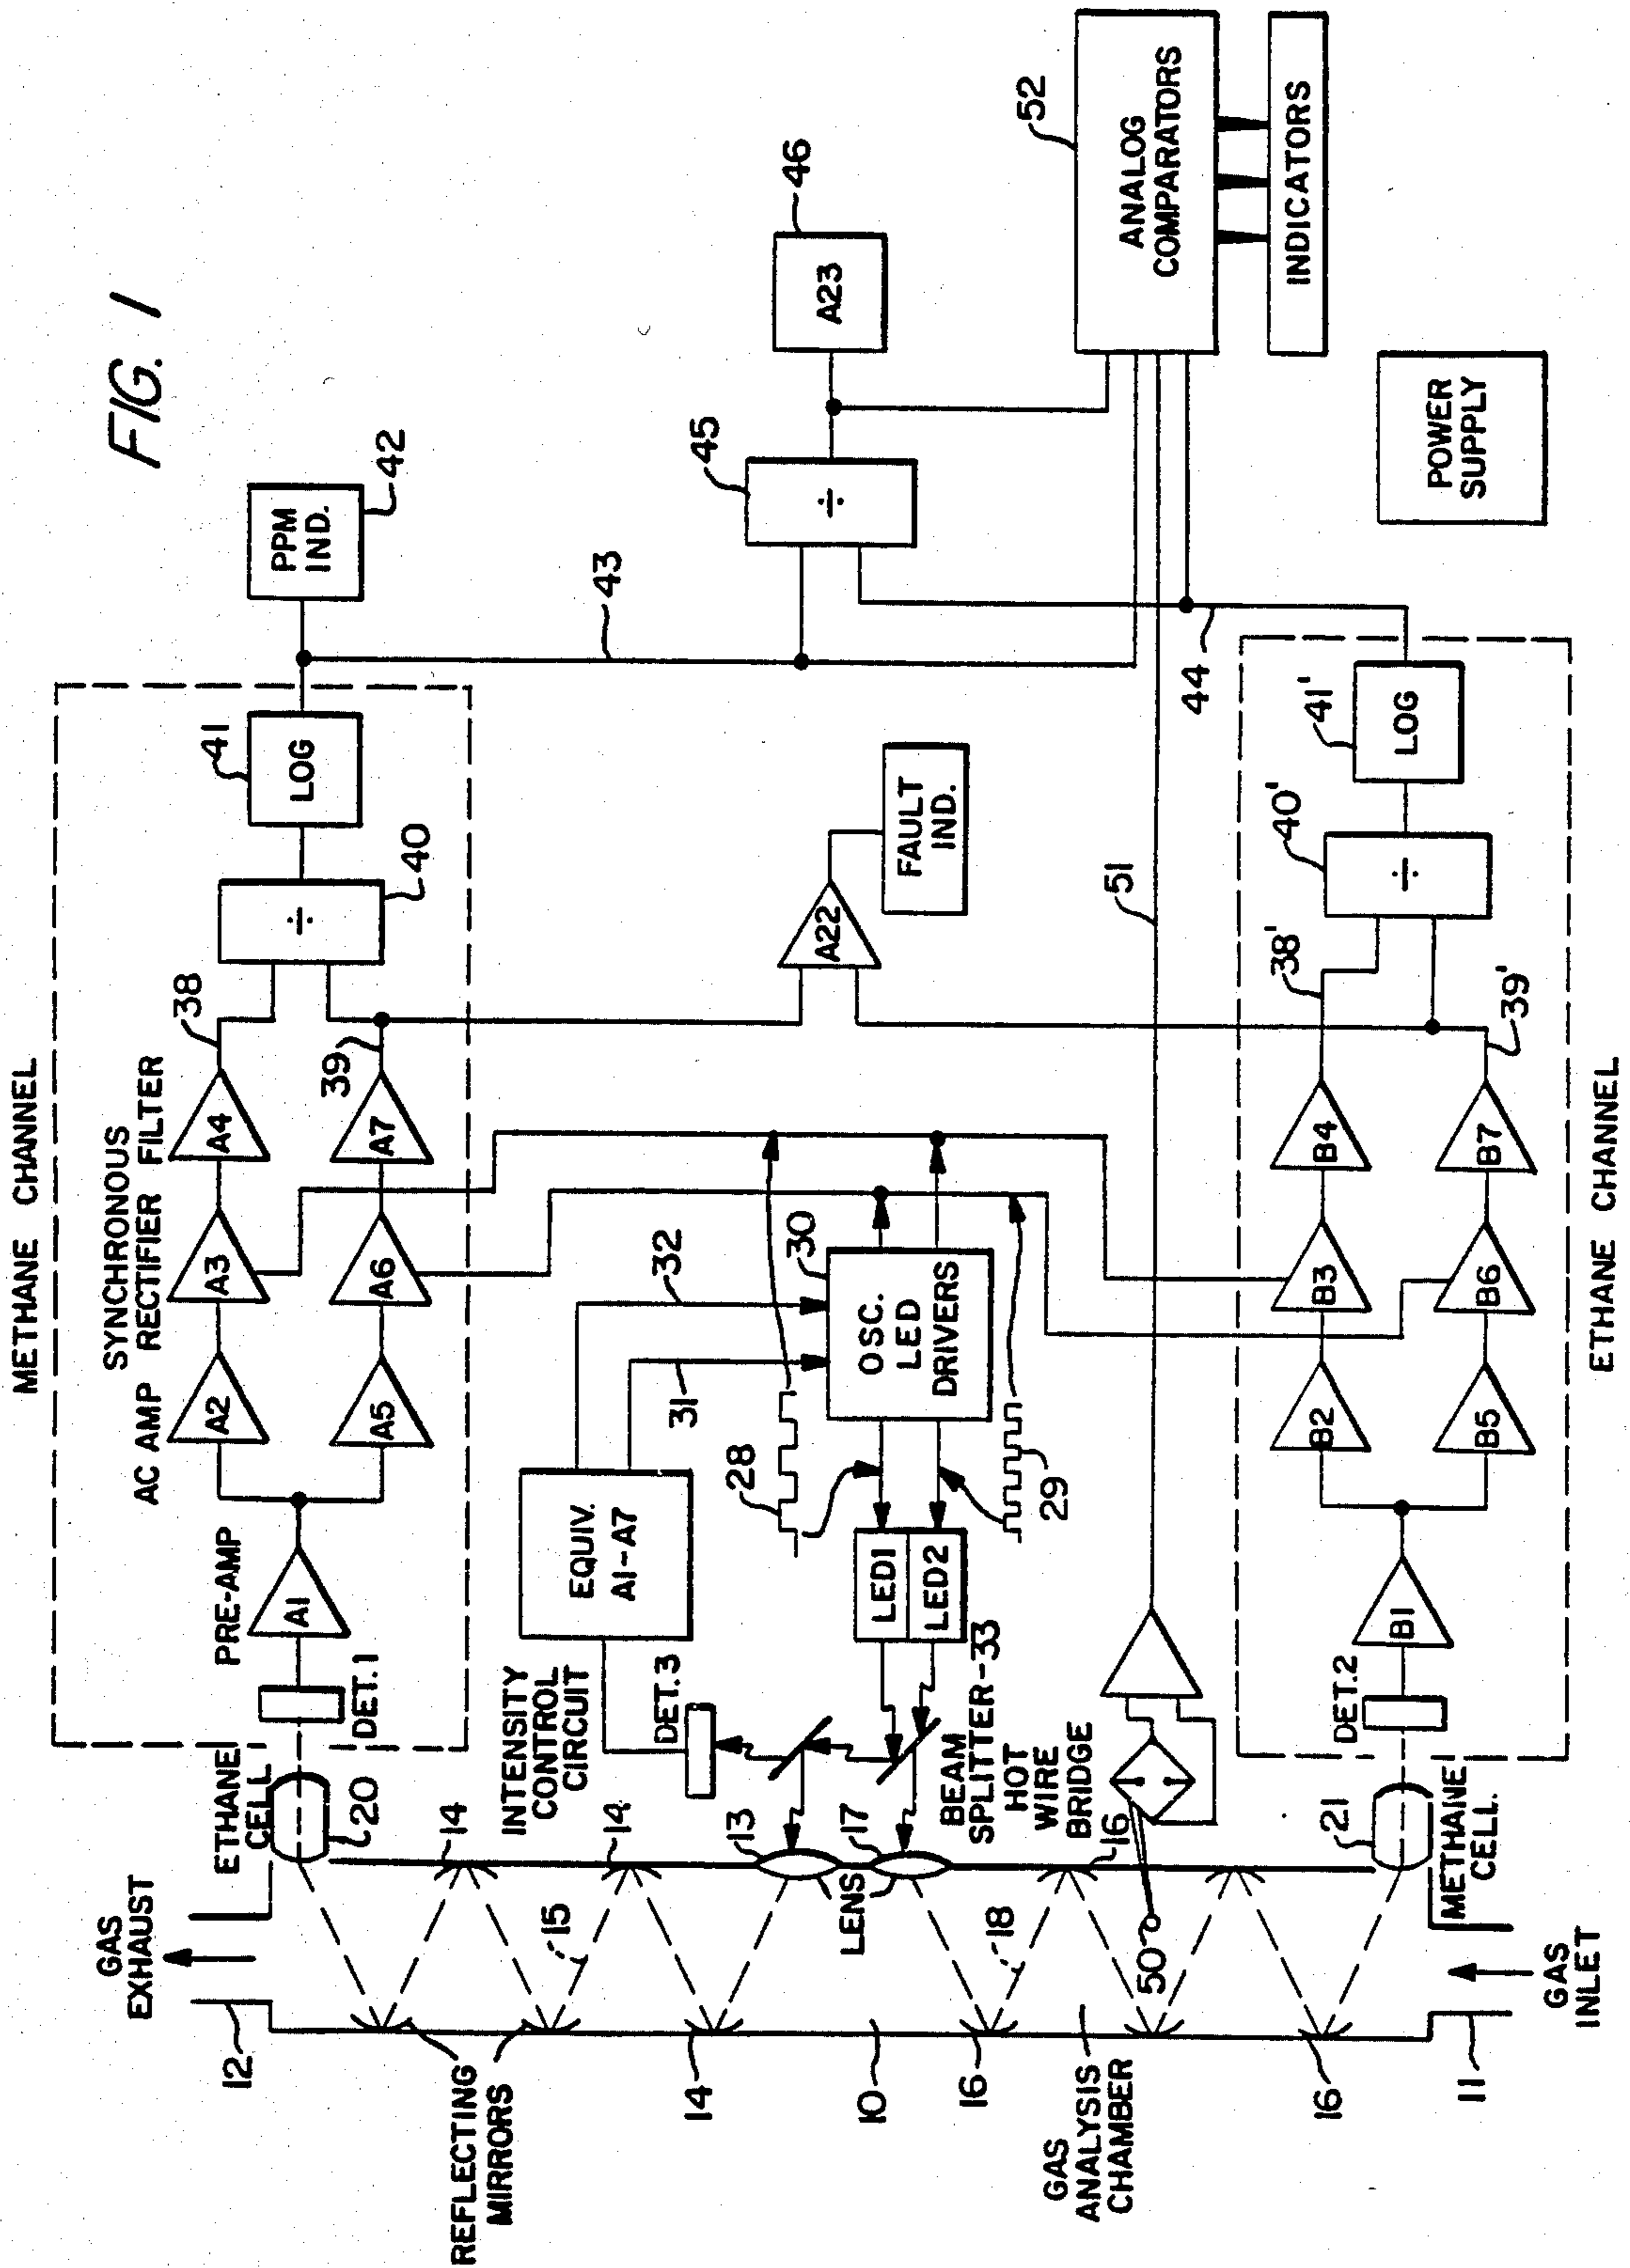 FIG. 1
METHANE CHANNEL
SYNCHRONOUS
AC AMP RECTIFIER FILTER
PRE-AMP
A1
A2
A3
A4
38
A5
A6
A7
39
÷
40
LOG
41
PPM
IND.
42
43
DET.1
ETHANE
CELL
20
GAS
EXHAUST
12
REFLECTING
MIRRORS
14
14
14
15
INTENSITY
CONTROL
CIRCUIT
DET.3
EQUIV.
A1-A7
31
32
28
29
30
OSC.
LED
DRIVERS
LED1
LED2
BEAM
SPLITTER-33
13
17
LENS
10
A22
FAULT
IND.
÷
45
A23
46
HOT
WIRE
BRIDGE
16
16
16
18
50
51
GAS
ANALYSIS
CHAMBER
ANALOG
COMPARATORS
52
INDICATORS
POWER
SUPPLY
44
GAS
INLET
11
METHANE
CELL.
21
DET.2
B1
B2
B3
B4
38'
B5
B6
B7
39'
÷
40'
LOG
41'
ETHANE CHANNEL